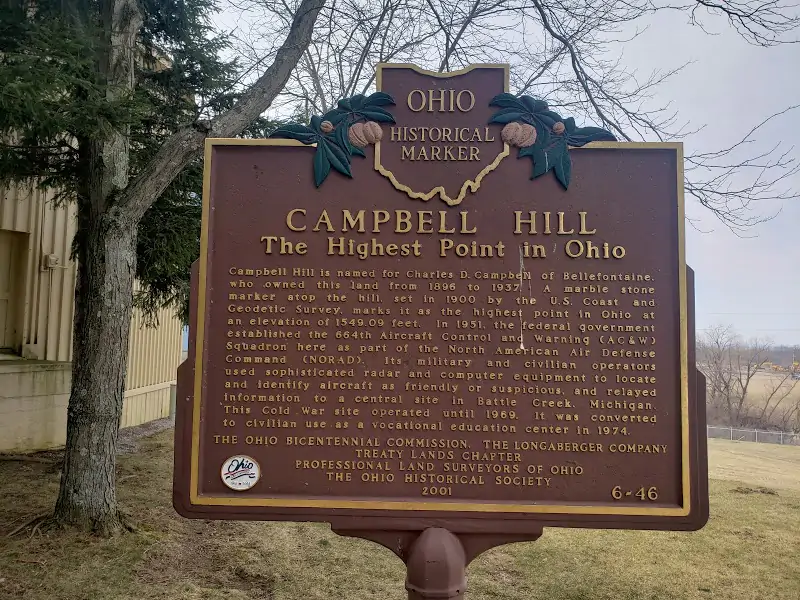 OHIO
HISTORICAL
MARKER
CAMPBELL HILL
The Highest Point in Ohio
Campbell Hill is named for Charles D. Campbell of Bellefontaine,
who owned this land from 1896 to 1937. A marble stone
marker atop the hill, set in 1900 by the U.S. Coast and
Geodetic Survey, marks it as the highest point in Ohio at
an elevation of 1549.09 feet. In 1951, the federal government
established the 664th Aircraft Control and Warning (AC&W)
Squadron here as part of the North American Air Defense
Command (NORAD). Its military and civilian operators
used sophisticated radar and computer equipment to locate
and identify aircraft as friendly or suspicious, and relayed
information to a central site in Battle Creek, Michigan.
This Cold War site operated until 1969. It was converted
to civilian use as a vocational education center in 1974.
THE OHIO BICENTENNIAL COMMISSION, THE LONGABERGER COMPANY
TREATY LANDS CHAPTER
PROFESSIONAL LAND SURVEYORS OF OHIO
THE OHIO HISTORICAL SOCIETY
2001
6-46
Ohio